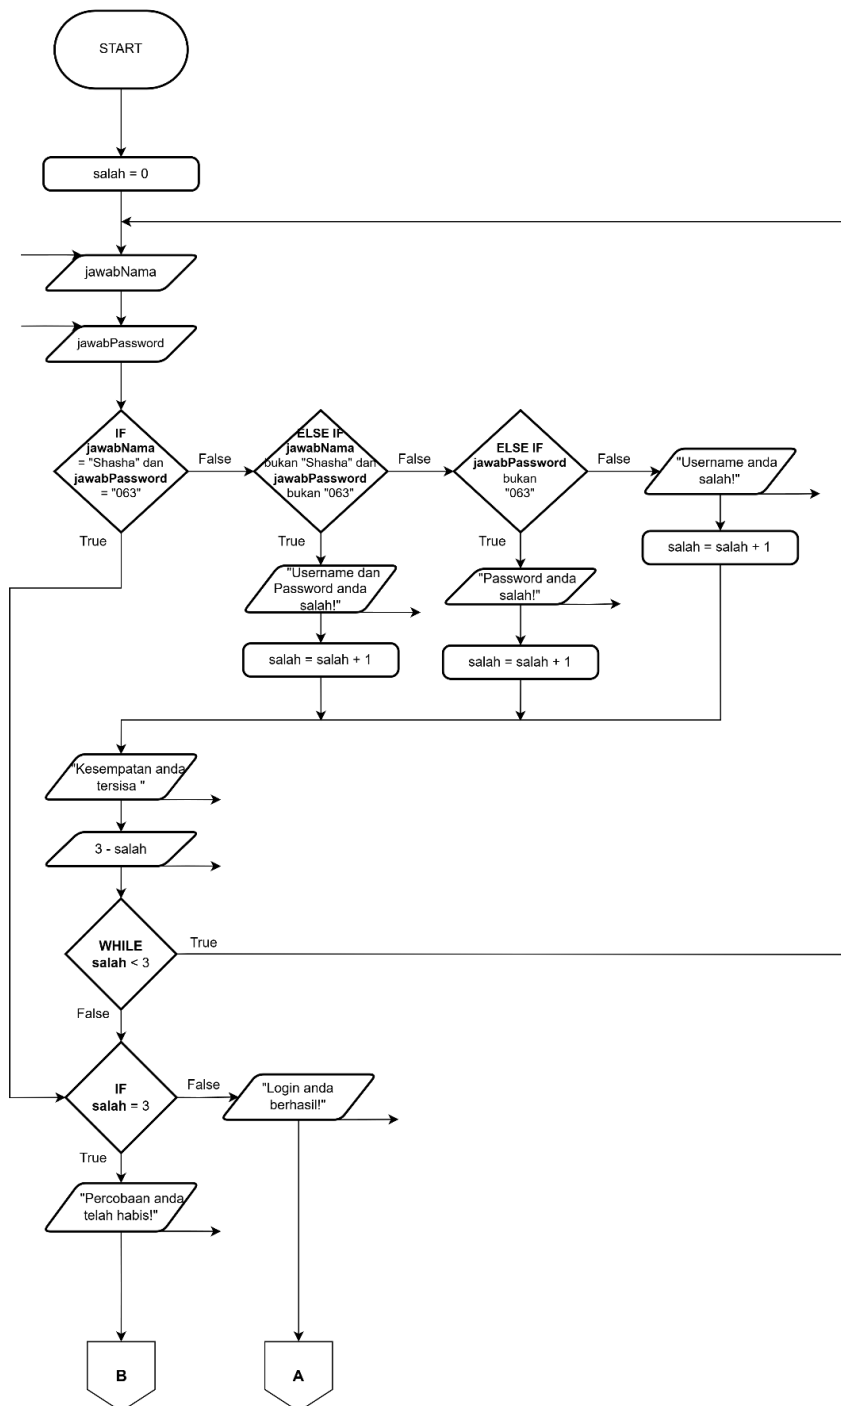 START
salah = 0
jawabNama
jawabPassword
IF
jawabNama
= "Shasha" dan
jawabPassword
= "063"
False
True
ELSE IF
jawabNama
bukan "Shasha" dan
jawabPassword
bukan "063"
False
True
ELSE IF
jawabPassword
bukan
"063"
False
True
"Username anda
salah!"
salah = salah + 1
"Username dan
Password anda
salah!"
salah = salah + 1
"Password anda
salah!"
salah = salah + 1
"Kesempatan anda
tersisa "
3 - salah
WHILE
salah < 3
True
False
IF
salah = 3
False
"Login anda
berhasil!"
True
"Percobaan anda
telah habis!"
B
A